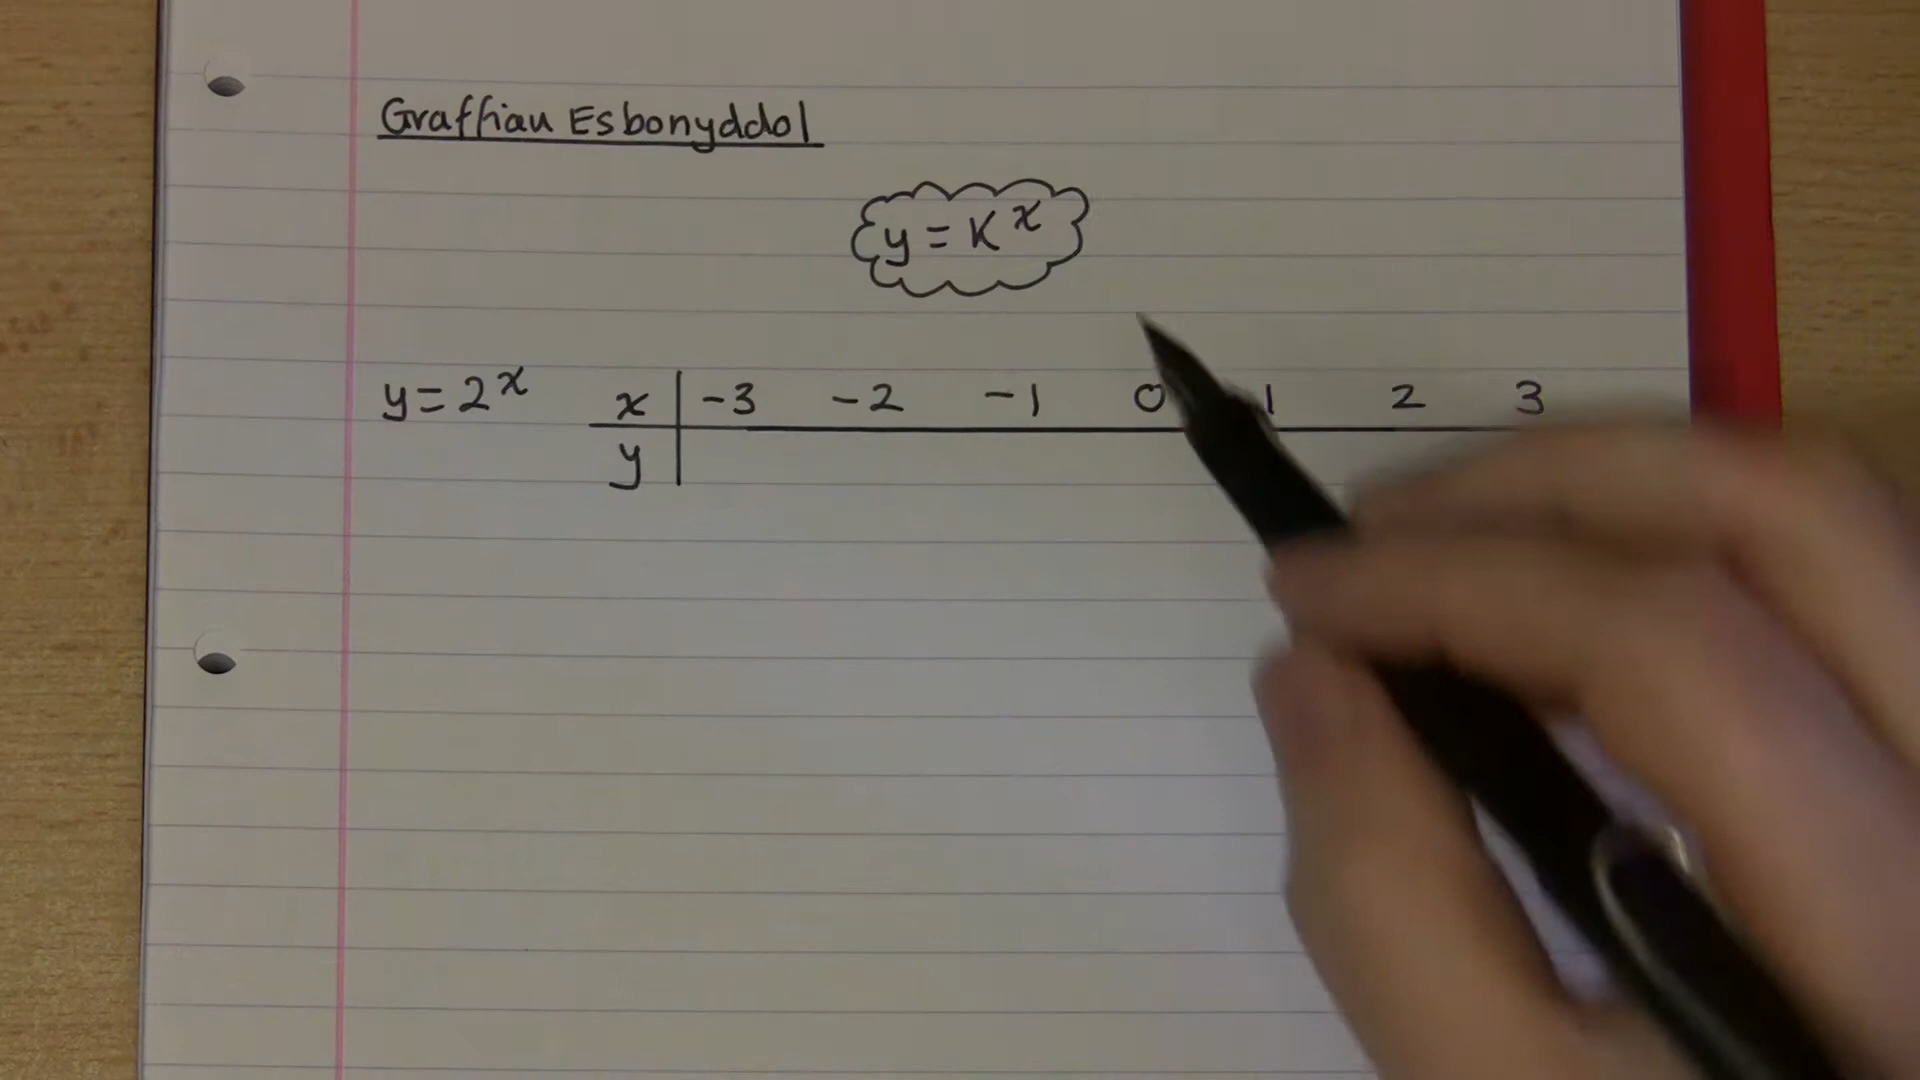 Graffiau Esbonyddol
y = K^x
y = 2^x
x | -3 -2 -1 0 1 2 3
y |